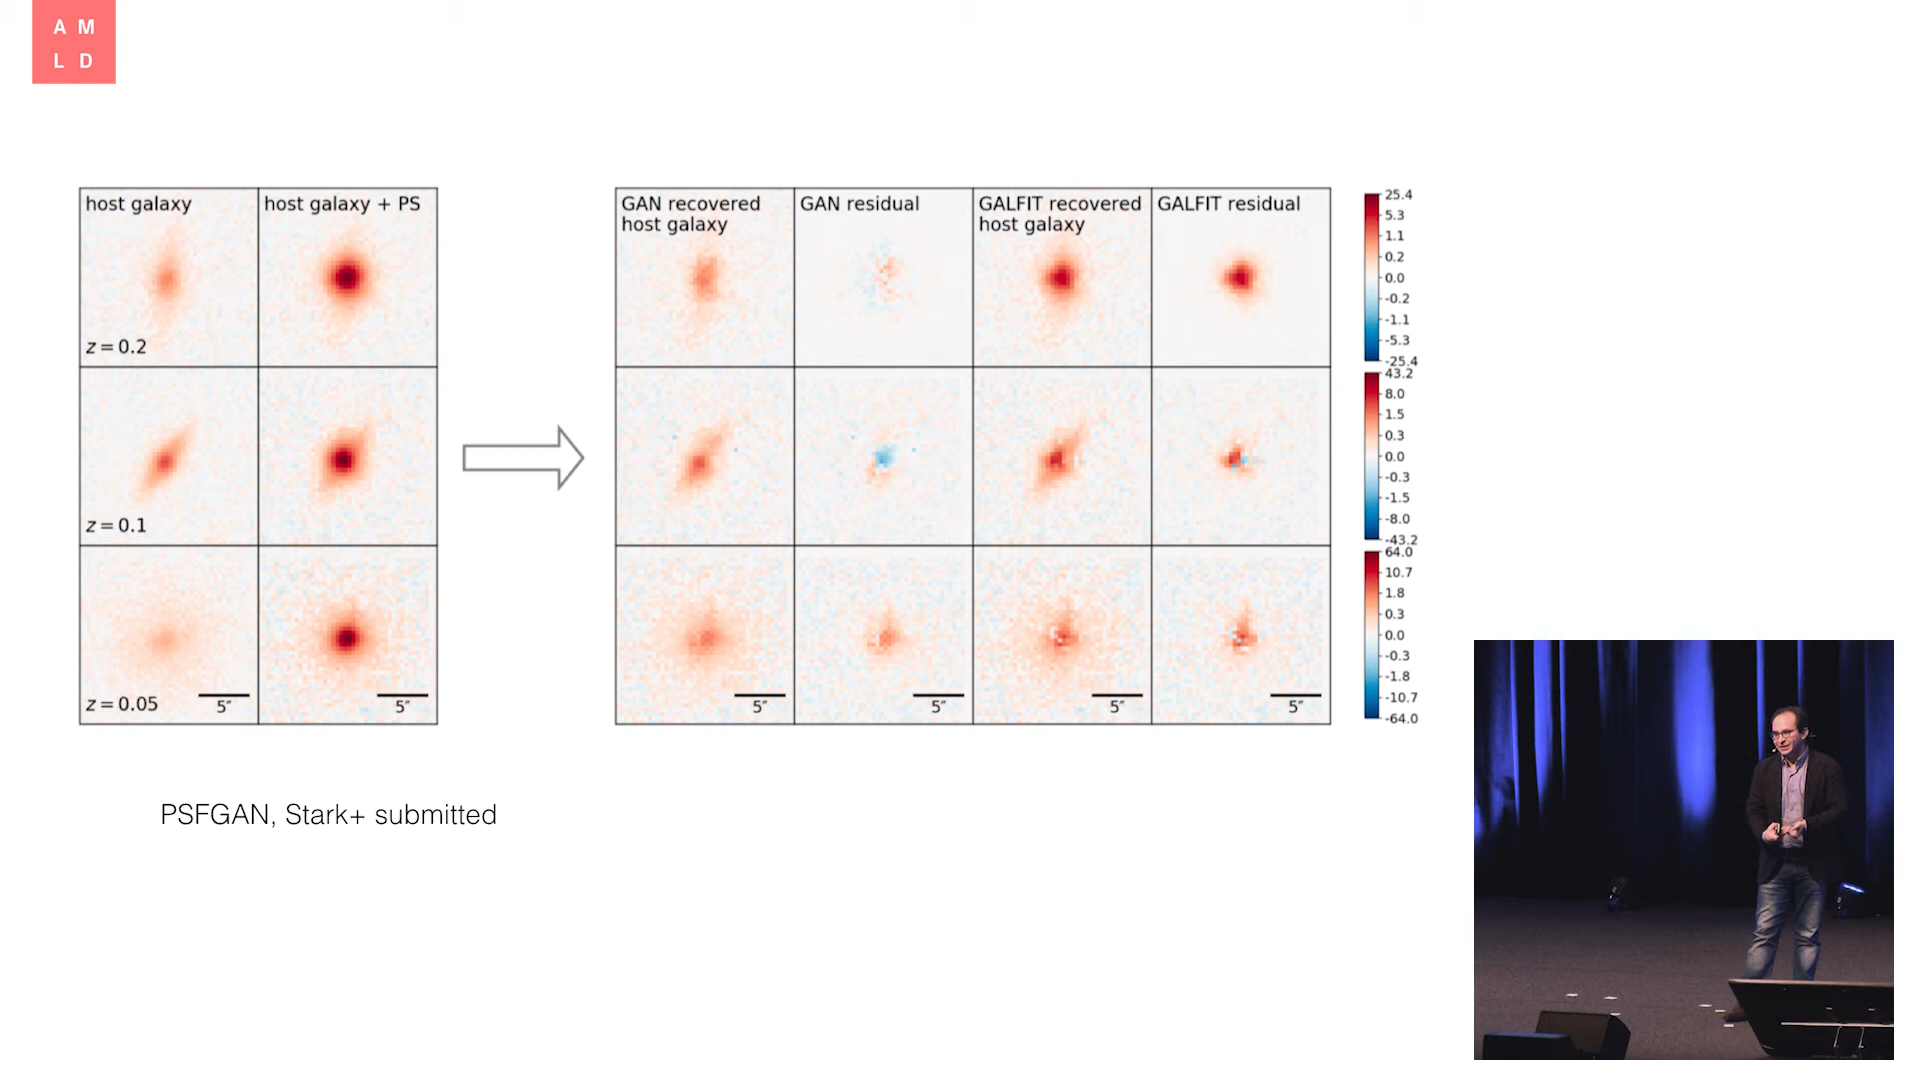 A M
L D
host galaxy
host galaxy + PS
z = 0.2
z = 0.1
z = 0.05
5″
5″
GAN recovered
host galaxy
GAN residual
GALFIT recovered
host galaxy
GALFIT residual
5″
5″
5″
5″
25.4
5.3
1.1
0.2
0.0
-0.2
-1.1
-5.3
-25.4
43.2
8.0
1.5
0.3
0.0
-0.3
-1.5
-8.0
-43.2
64.0
10.7
1.8
0.3
0.0
-0.3
-1.8
-10.7
-64.0
PSFGAN, Stark+ submitted